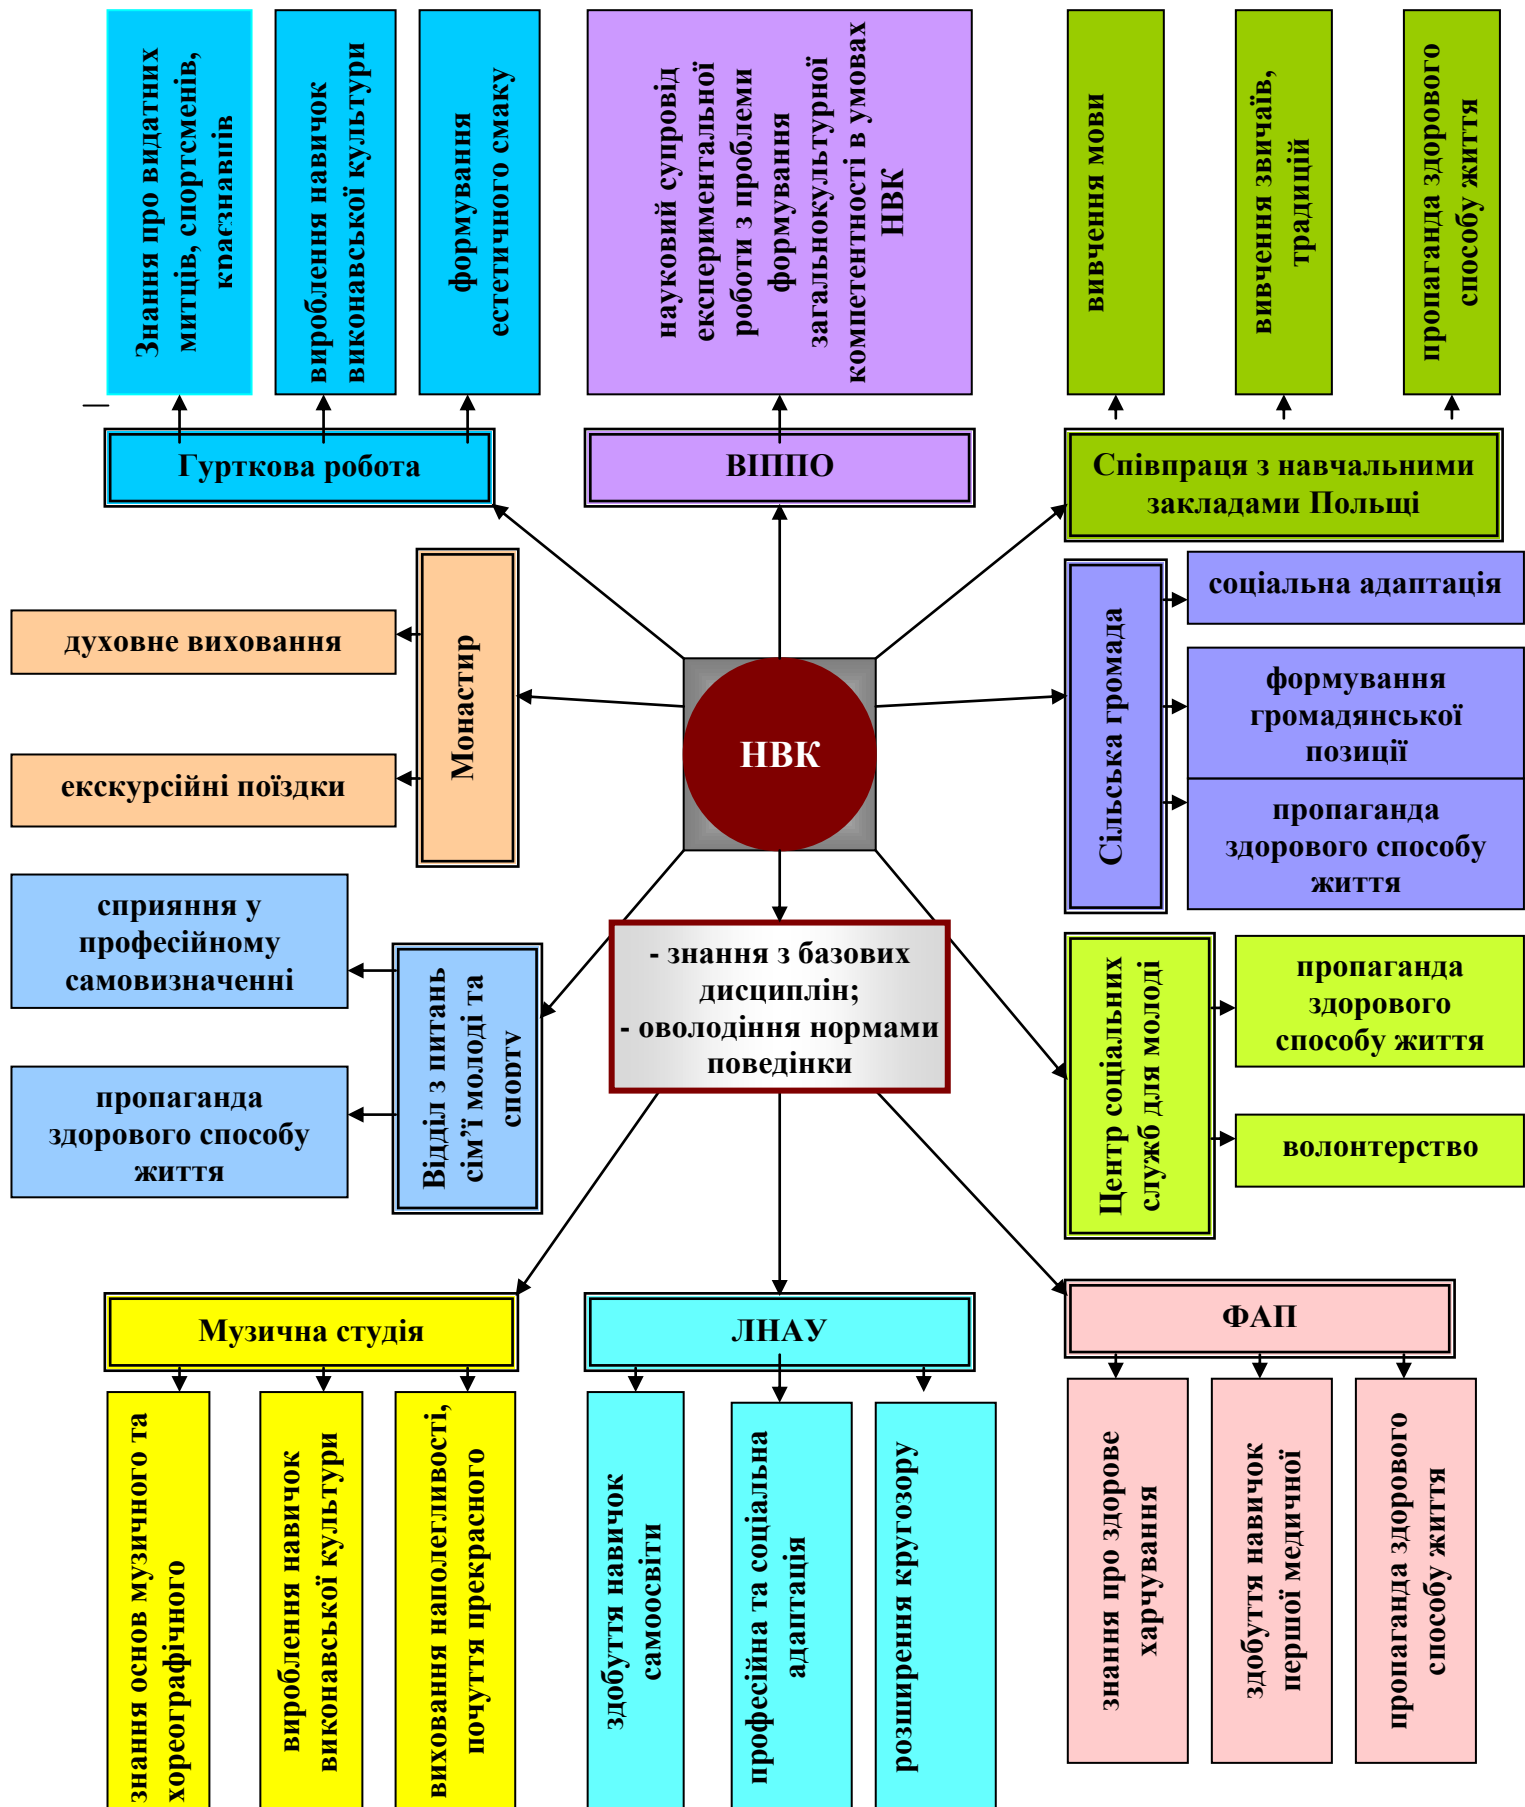 Знання про видатних
митців, спортсменів,
краєзнавців
вироблення навичок
виконавської культури
формування
естетичного смаку
науковий супровід
експериментальної
роботи з проблеми
формування
загальнокультурної
компетентності в умовах
НВК
вивчення мови
вивчення звичаїв,
традицій
пропаганда здорового
способу життя
Гурткова робота
ВІППО
Співпраця з навчальними
закладами Польщі
духовне виховання
екскурсійні поїздки
Монастир
НВК
Сільська громада
соціальна адаптація
формування
громадянської
позиції
пропаганда
здорового способу
життя
сприяння у
професійному
самовизначенні
пропаганда
здорового способу
життя
Відділ з питань
сім’ї молоді та
спорту
- знання з базових
дисциплін;
- оволодіння нормами
поведінки
Центр соціальних
служб для молоді
пропаганда
здорового
способу життя
волонтерство
Музична студія
ЛНАУ
ФАП
знання основ музичного та
хореографічного
вироблення навичок
виконавської культури
виховання наполегливості,
почуття прекрасного
здобуття навичок
самоосвіти
професійна та соціальна
адаптація
розширення кругозору
знання про здорове
харчування
здобуття навичок
першої медичної
пропаганда здорового
способу життя